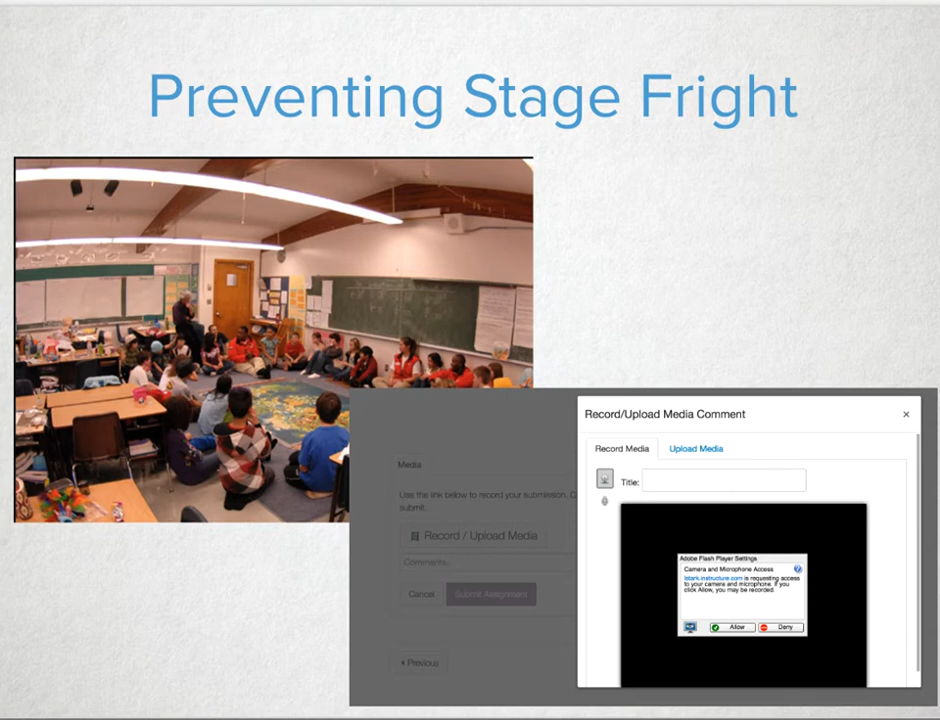 Preventing Stage Fright
Record/Upload Media Comment
×
Record Media
Upload Media
Title:
Adobe Flash Player Settings
Camera and Microphone Access
lstark.instructure.com is requesting access
to your camera and microphone. If you
click Allow, you may be recorded.
Allow
Deny
Media
Use the link below to record your submission, C
submit.
Record / Upload Media
Comments..
Cancel
Submit Assignment
Previous